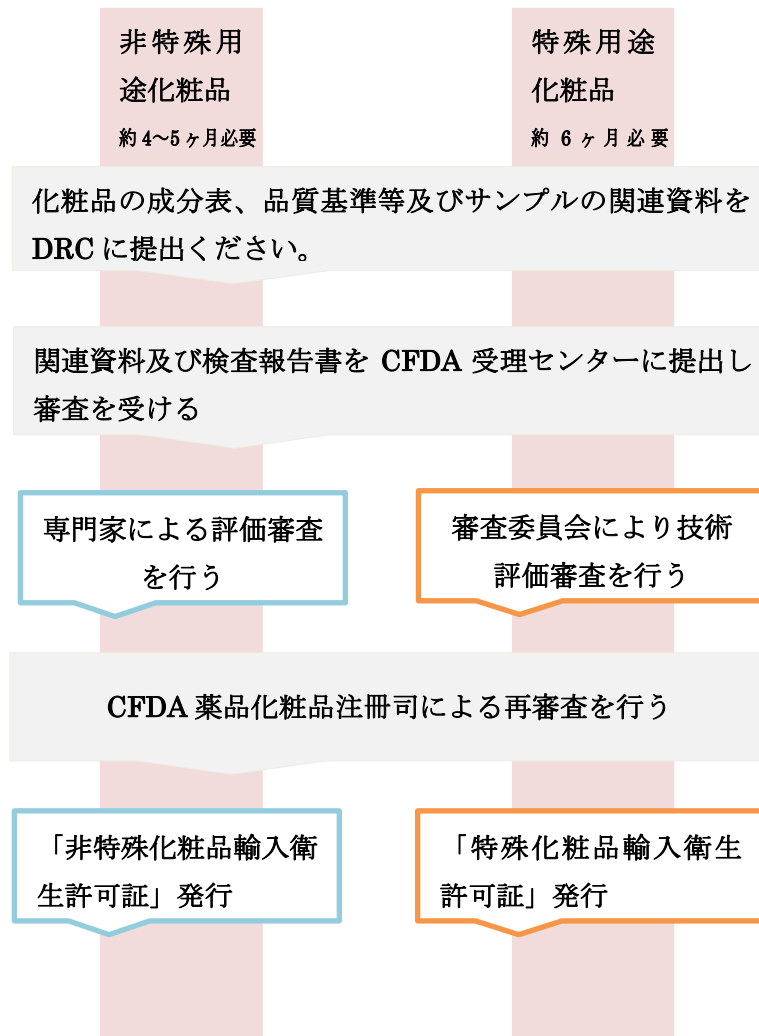 非特殊用
途化粧品
約4～5ヶ月必要
特殊用途
化粧品
約6ヶ月必要
化粧品の成分表、品質基準等及びサンプルの関連資料を
DRCに提出ください。
関連資料及び検査報告書を CFDA 受理センターに提出し
審査を受ける
専門家による評価審査
を行う
審査委員会により技術
評価審査を行う
CFDA 薬品化粧品注冊司による再審査を行う
「非特殊化粧品輸入衛
生許可証」発行
「特殊化粧品輸入衛生
許可証」発行